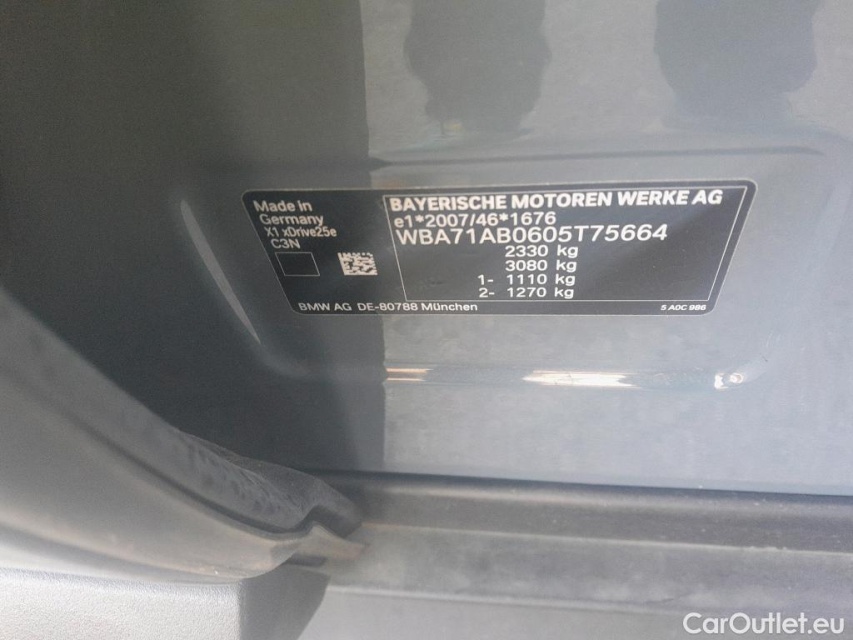 Made in
Germany
X1 xDrive25e
C3N
BAYERISCHE MOTOREN WERKE AG
e1*2007/46*1676
WBA71AB0605T75664
2330 kg
3080 kg
1- 1110 kg
2- 1270 kg
BMW AG DE-80788 München
5 A0C 986
CarOutlet.eu